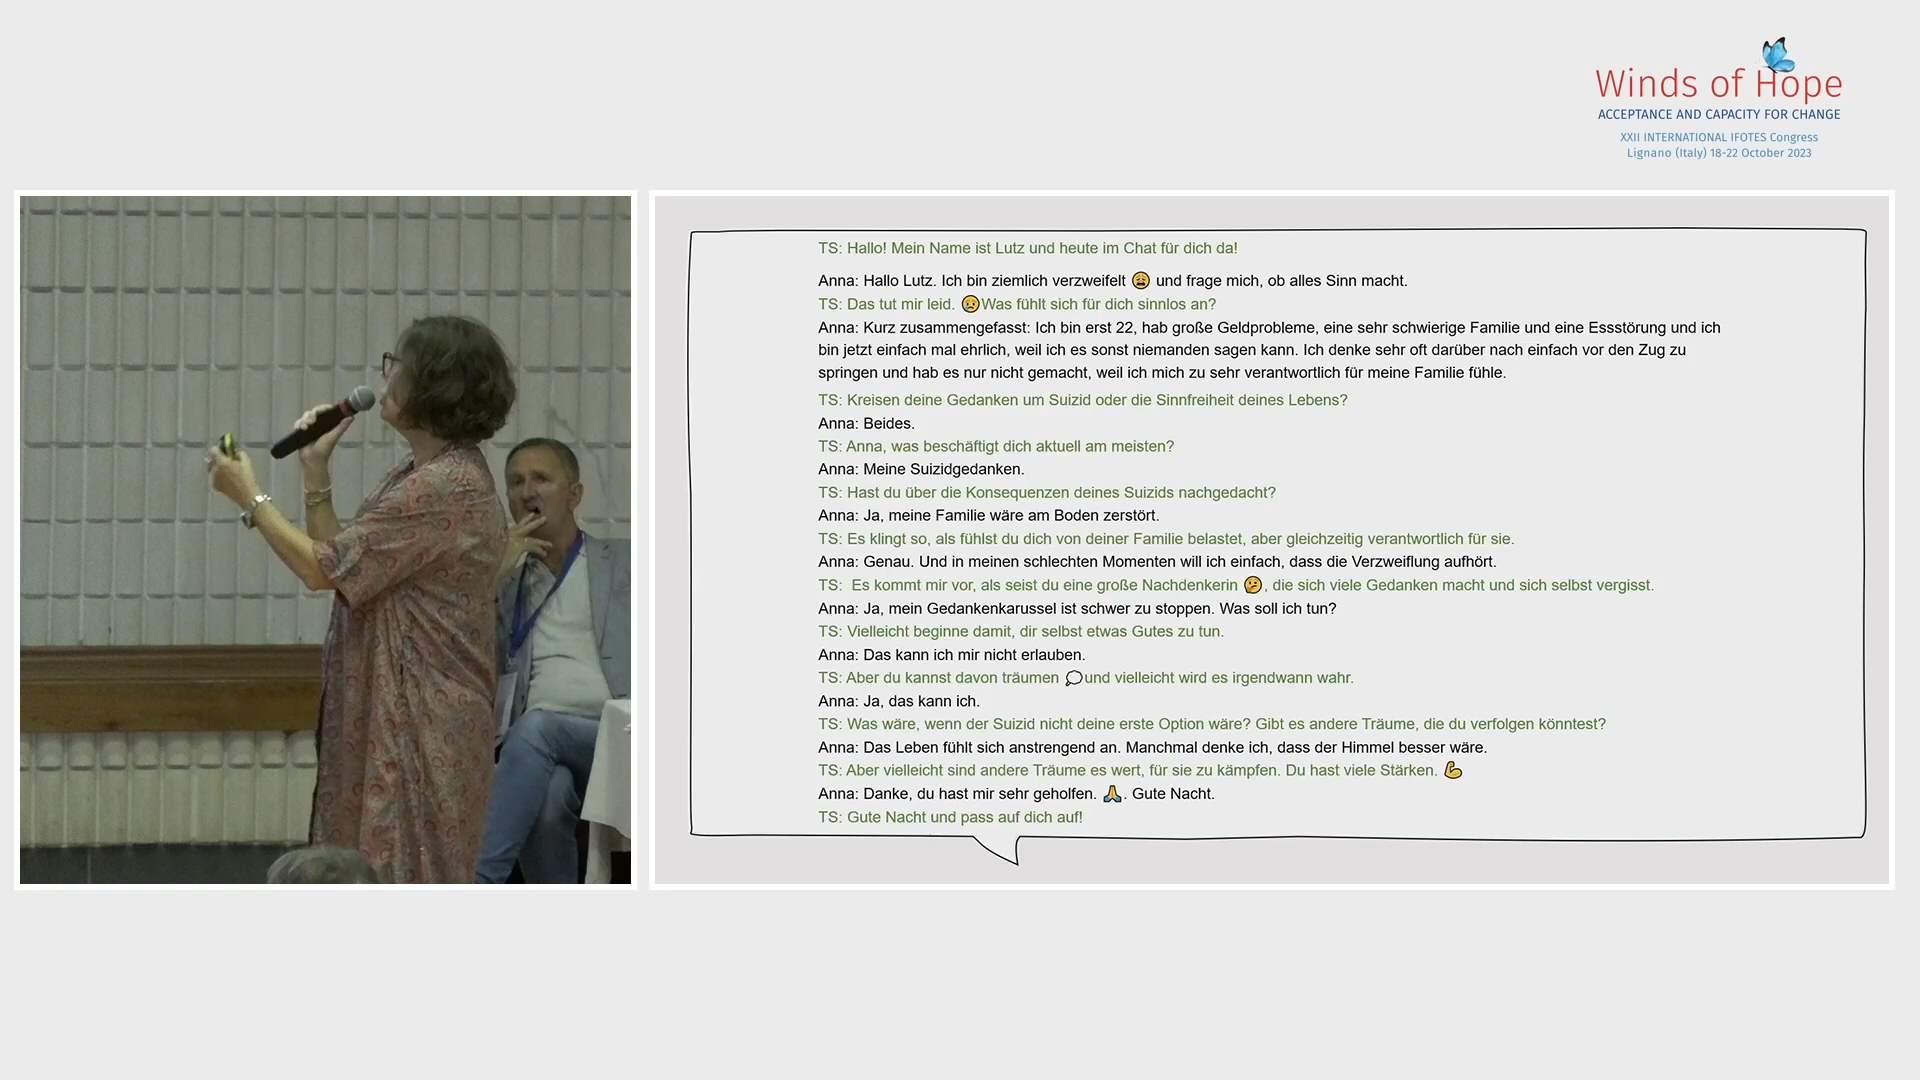 Winds of Hope
ACCEPTANCE AND CAPACITY FOR CHANGE
XXII INTERNATIONAL IFOTES Congress
Lignano (Italy) 18-22 October 2023
TS: Hallo! Mein Name ist Lutz und heute im Chat für dich da!
Anna: Hallo Lutz. Ich bin ziemlich verzweifelt 😩 und frage mich, ob alles Sinn macht.
TS: Das tut mir leid. 😢Was fühlt sich für dich sinnlos an?
Anna: Kurz zusammengefasst: Ich bin erst 22, hab große Geldprobleme, eine sehr schwierige Familie und eine Essstörung und ich
bin jetzt einfach mal ehrlich, weil ich es sonst niemanden sagen kann. Ich denke sehr oft darüber nach einfach vor den Zug zu
springen und hab es nur nicht gemacht, weil ich mich zu sehr verantwortlich für meine Familie fühle.
TS: Kreisen deine Gedanken um Suizid oder die Sinnfreiheit deines Lebens?
Anna: Beides.
TS: Anna, was beschäftigt dich aktuell am meisten?
Anna: Meine Suizidgedanken.
TS: Hast du über die Konsequenzen deines Suizids nachgedacht?
Anna: Ja, meine Familie wäre am Boden zerstört.
TS: Es klingt so, als fühlst du dich von deiner Familie belastet, aber gleichzeitig verantwortlich für sie.
Anna: Genau. Und in meinen schlechten Momenten will ich einfach, dass die Verzweiflung aufhört.
TS: Es kommt mir vor, als seist du eine große Nachdenkerin 🤔, die sich viele Gedanken macht und sich selbst vergisst.
Anna: Ja, mein Gedankenkarussel ist schwer zu stoppen. Was soll ich tun?
TS: Vielleicht beginne damit, dir selbst etwas Gutes zu tun.
Anna: Das kann ich mir nicht erlauben.
TS: Aber du kannst davon träumen 💭und vielleicht wird es irgendwann wahr.
Anna: Ja, das kann ich.
TS: Was wäre, wenn der Suizid nicht deine erste Option wäre? Gibt es andere Träume, die du verfolgen könntest?
Anna: Das Leben fühlt sich anstrengend an. Manchmal denke ich, dass der Himmel besser wäre.
TS: Aber vielleicht sind andere Träume es wert, für sie zu kämpfen. Du hast viele Stärken. 💪
Anna: Danke, du hast mir sehr geholfen. 🙏. Gute Nacht.
TS: Gute Nacht und pass auf dich auf!